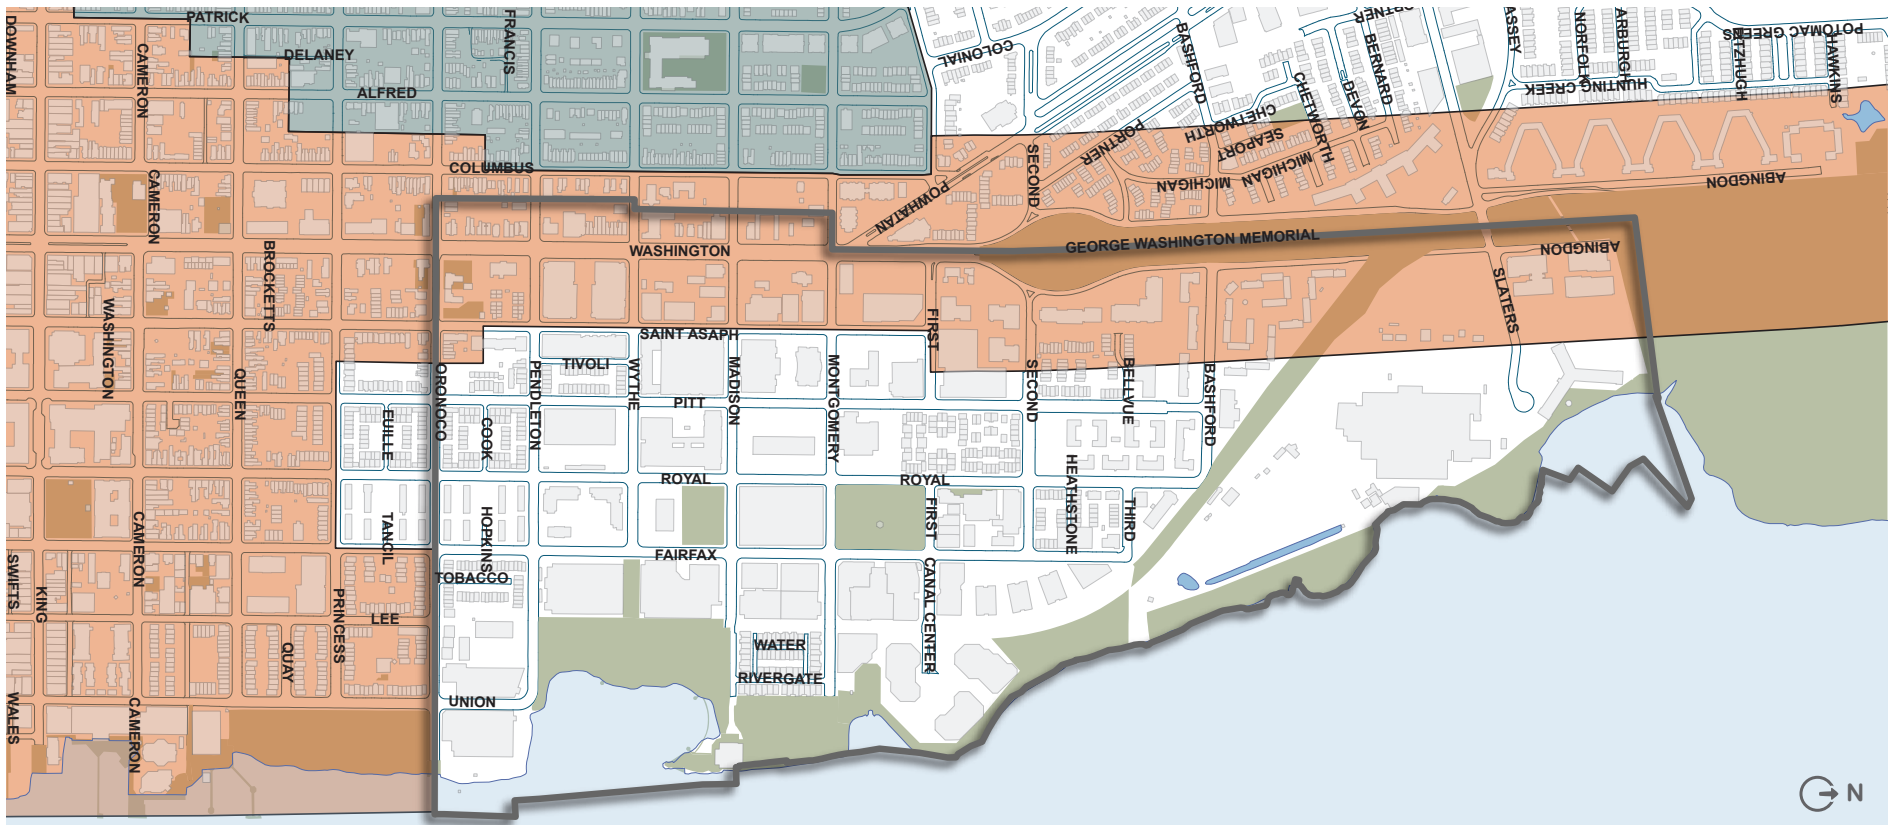 PATRICK
FRANCIS
DOWNHAM
CAMERON
DELANEY
ALFRED
COLONIAL
BASHFORD
BERNARD
NORFOLK
POTOMAC GREENS
HAWKINS
HUNTING CREEK
CHETWORTH
DEVON
CHETWORTH
PORTNER
SEAPORT
MICHIGAN
MICHIGAN
COLUMBUS
CAMERON
SECOND
POWHATAN
ABINGDON
WASHINGTON
GEORGE WASHINGTON MEMORIAL
ABINGDON
BROCKETTS
WASHINGTON
SLATERS
SAINT ASAPH
FIRST
TIVOLI
QUEEN
ORONOCO
PENDLETON
WYTHE
MADISON
MONTGOMERY
SECOND
BELLVUE
BASHFORD
PITT
EUILLE
COOK
ROYAL
ROYAL
HEATHSTONE
THIRD
FIRST
TANCIL
HOPKINS
CAMERON
FAIRFAX
TOBACCO
SWIFTS
KING
PRINCESS
LEE
CANAL CENTER
QUAY
WATER
RIVERGATE
UNION
WALES
CAMERON
N